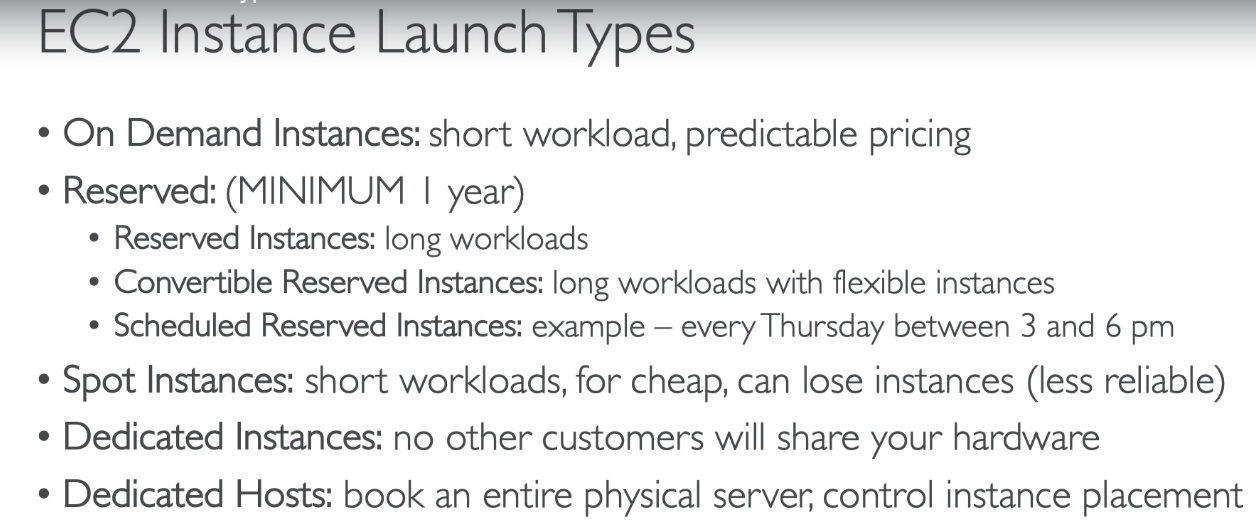 EC2 Instance Launch Types
• On Demand Instances: short workload, predictable pricing
• Reserved: (MINIMUM 1 year)
• Reserved Instances: long workloads
• Convertible Reserved Instances: long workloads with flexible instances
• Scheduled Reserved Instances: example – every Thursday between 3 and 6 pm
• Spot Instances: short workloads, for cheap, can lose instances (less reliable)
• Dedicated Instances: no other customers will share your hardware
• Dedicated Hosts: book an entire physical server, control instance placement